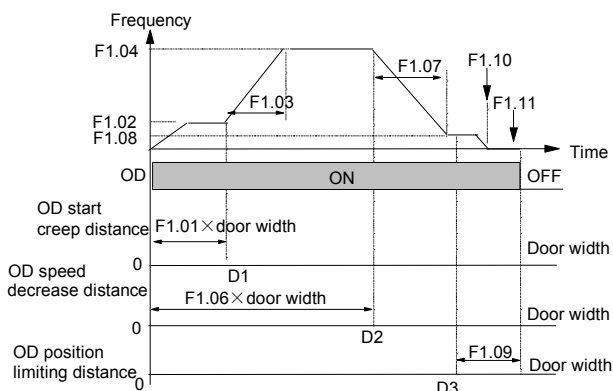 Frequency
F1.04
F1.07
F1.10
F1.03
F1.11
F1.02
F1.08
Time
OD
ON
OFF
OD start
creep distance
F1.01×door width
Door width
0
D1
OD speed
decrease distance
F1.06×door width
Door width
0
D2
OD position
limiting distance
F1.09
Door width
0
D3